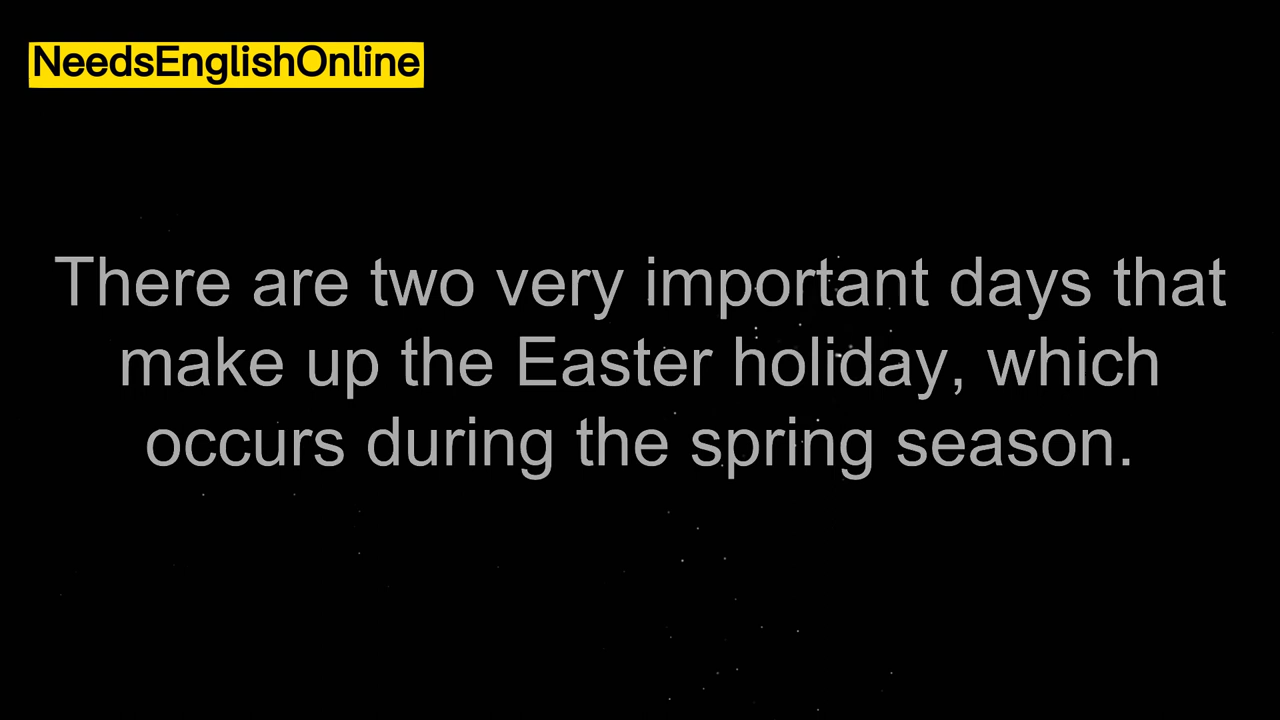 NeedsEnglishOnline
There are two very important days that
make up the Easter holiday, which
occurs during the spring season.